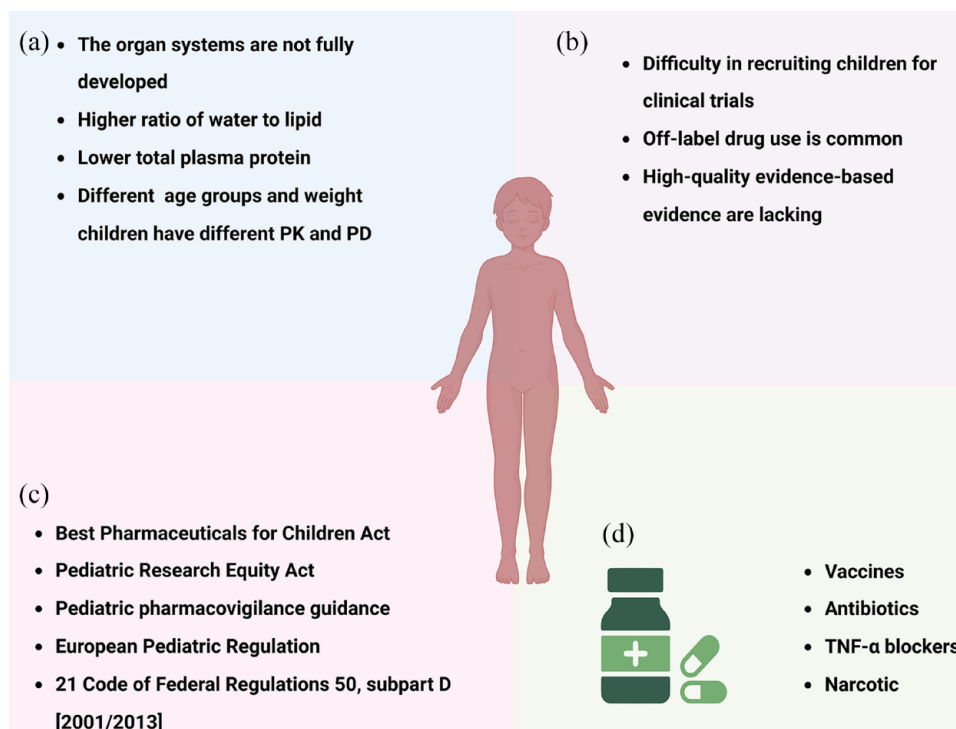 (a)
• The organ systems are not fully
developed
• Higher ratio of water to lipid
• Lower total plasma protein
• Different age groups and weight
children have different PK and PD
(b)
• Difficulty in recruiting children for
clinical trials
• Off-label drug use is common
• High-quality evidence-based
evidence are lacking
(c)
• Best Pharmaceuticals for Children Act
• Pediatric Research Equity Act
• Pediatric pharmacovigilance guidance
• European Pediatric Regulation
• 21 Code of Federal Regulations 50, subpart D
[2001/2013]
(d)
• Vaccines
• Antibiotics
• TNF-α blockers
• Narcotic